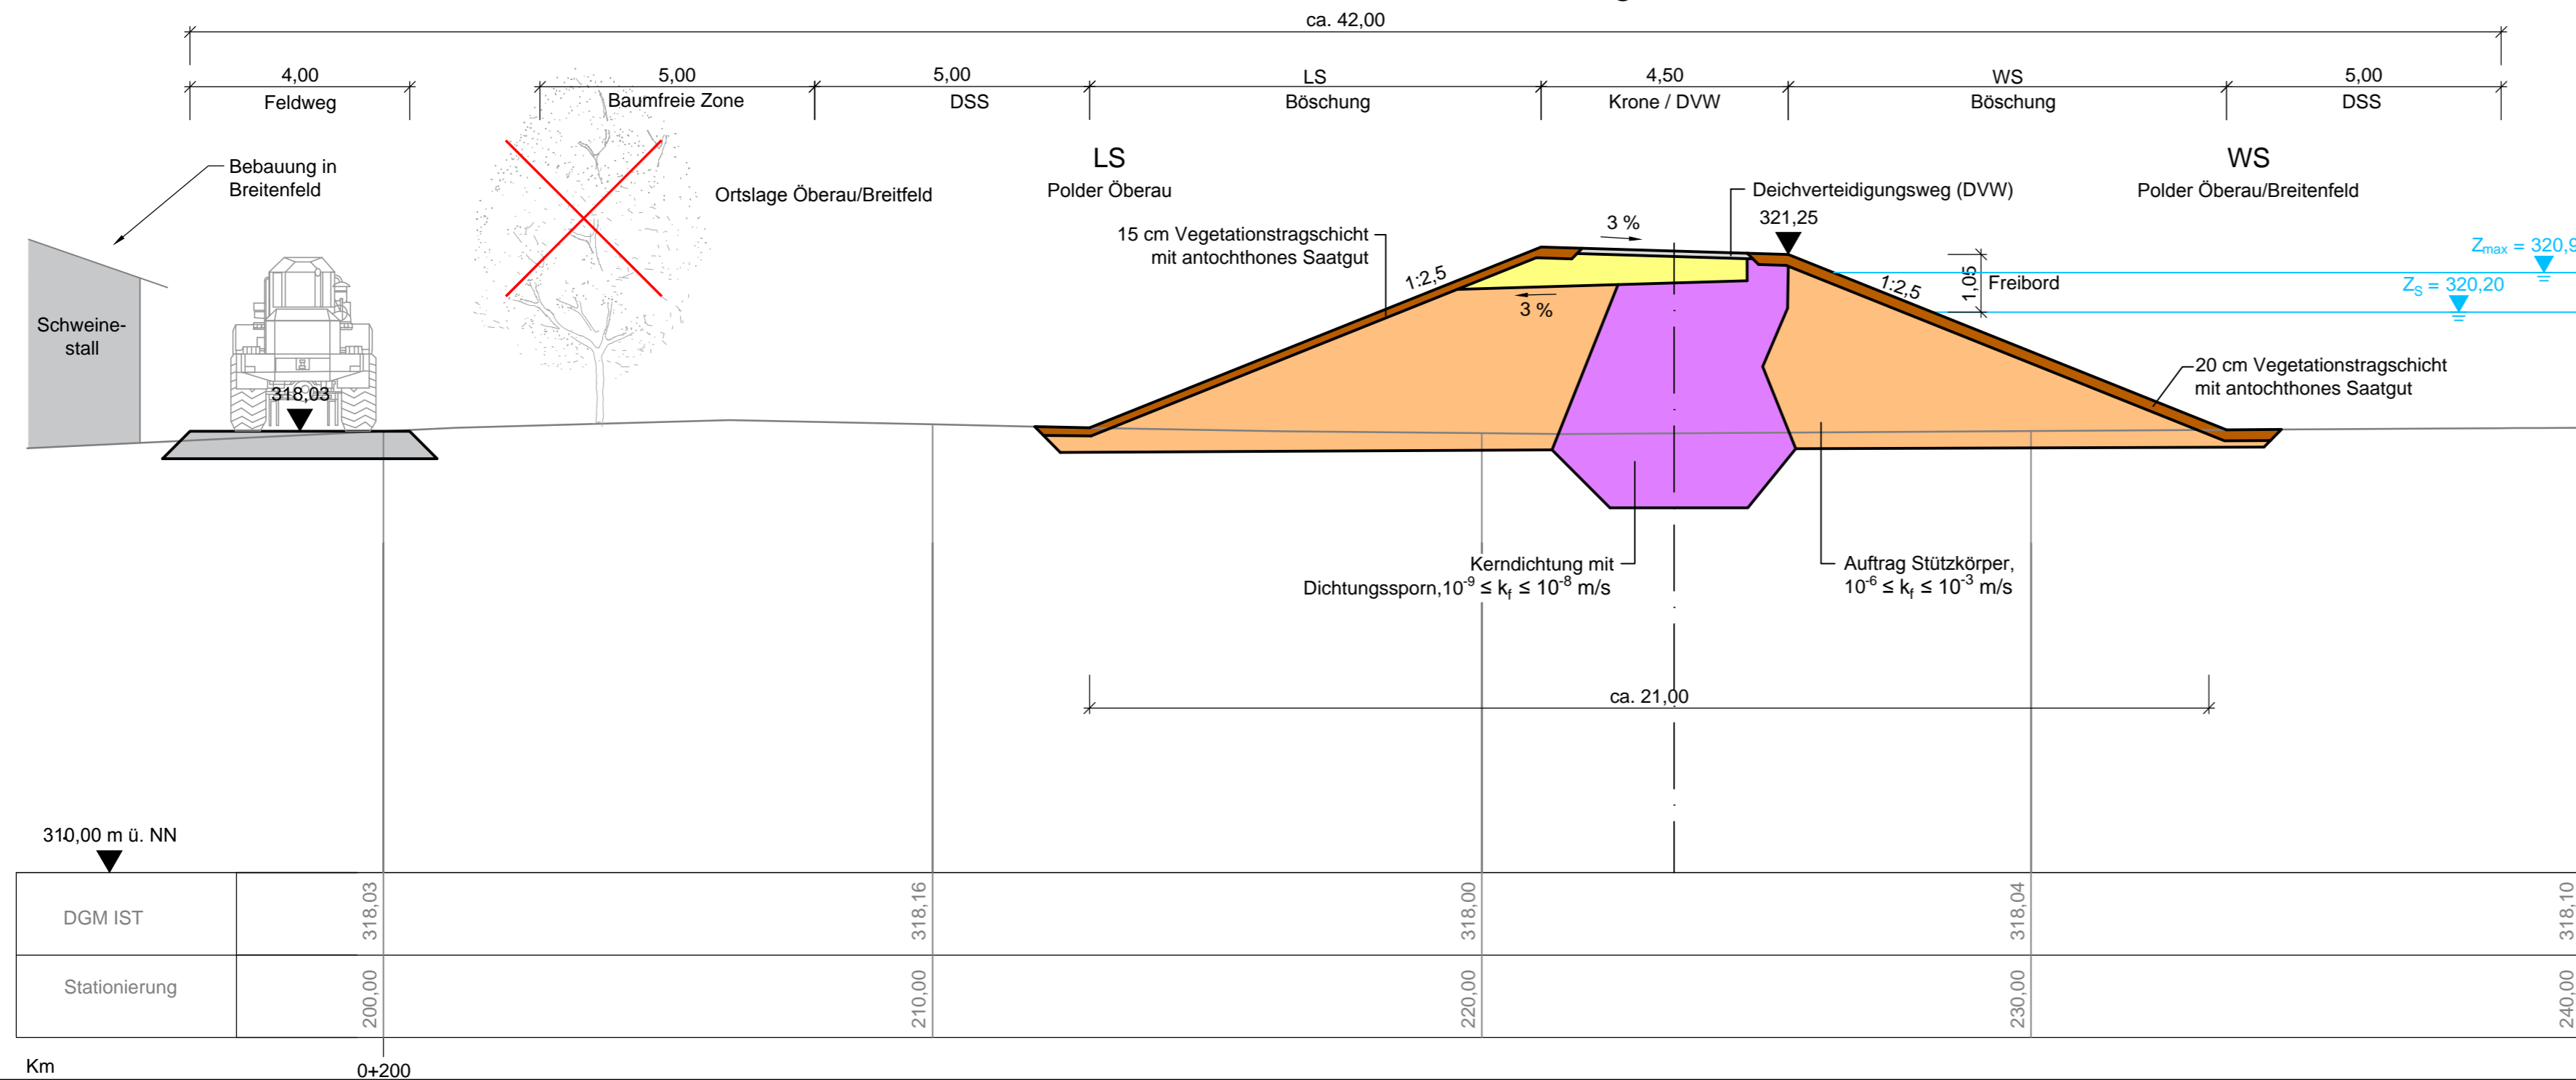 ca. 42,00
4,00
5,00
5,00
LS
4,50
WS
5,00
Feldweg
Baumfreie Zone
DSS
Böschung
Krone / DVW
Böschung
DSS
Bebauung in
Breitenfeld
Ortslage Öberau/Breitfeld
LS
Polder Öberau
WS
Polder Öberau/Breitenfeld
Deichverteidigungsweg (DVW)
321,25
3 %
15 cm Vegetationstragschicht
mit antochthones Saatgut
1:2,5
3 %
1:2,5
1,05
Freibord
Zmax = 320,9
ZS = 320,20
Schweine-
stall
318,03
20 cm Vegetationstragschicht
mit antochthones Saatgut
Kerndichtung mit
Dichtungssporn,10-9 ≤ kf ≤ 10-8 m/s
Auftrag Stützkörper,
10-6 ≤ kf ≤ 10-3 m/s
ca. 21,00
310,00 m ü. NN
DGM IST
318,03
318,16
318,00
318,04
318,10
Stationierung
200,00
210,00
220,00
230,00
240,00
Km
0+200